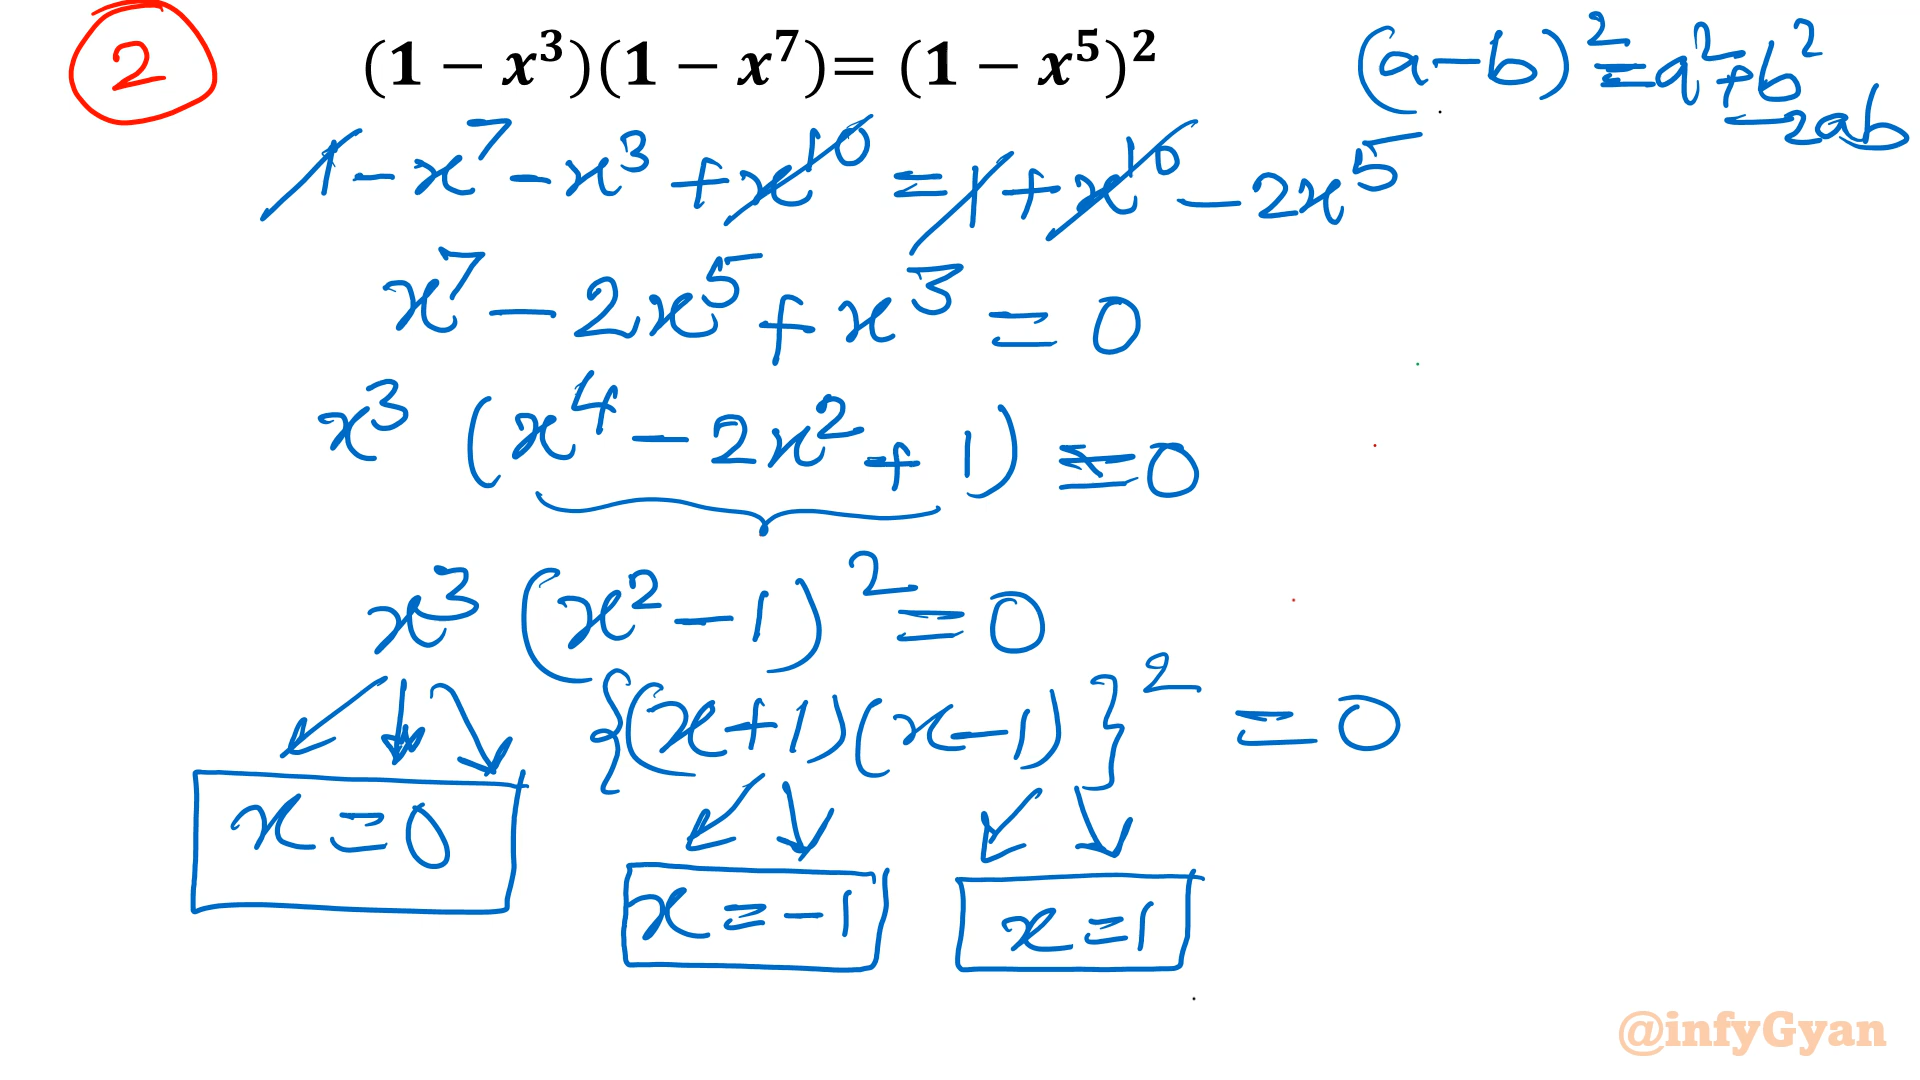 2
(1 − x³)(1 − x⁷)= (1 − x⁵)²
(a−b)² = a² + b²
− 2ab
1 − x⁷ − x³ + x¹⁰ = 1 + x¹⁰ − 2x⁵
x⁷ − 2x⁵ + x³ = 0
x³ (x⁴ − 2x² + 1) = 0
x³ (x² − 1)² = 0
{(x+1)(x−1)}² = 0
x = 0
x = −1
x = 1
@infyGyan